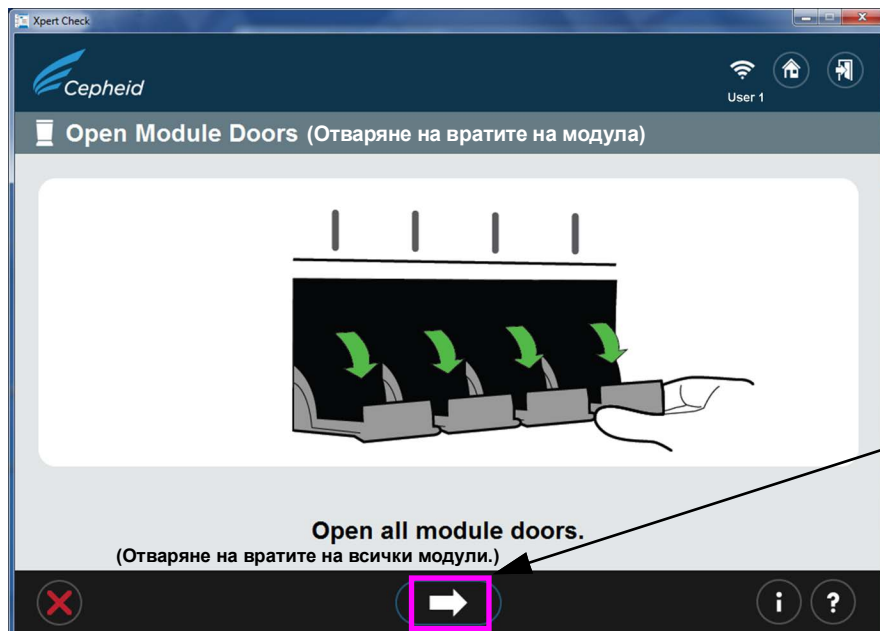 Xpert Check
Cepheid
User 1
Open Module Doors (Отваряне на вратите на модула)
Open all module doors.
(Отваряне на вратите на всички модули.)
i ?